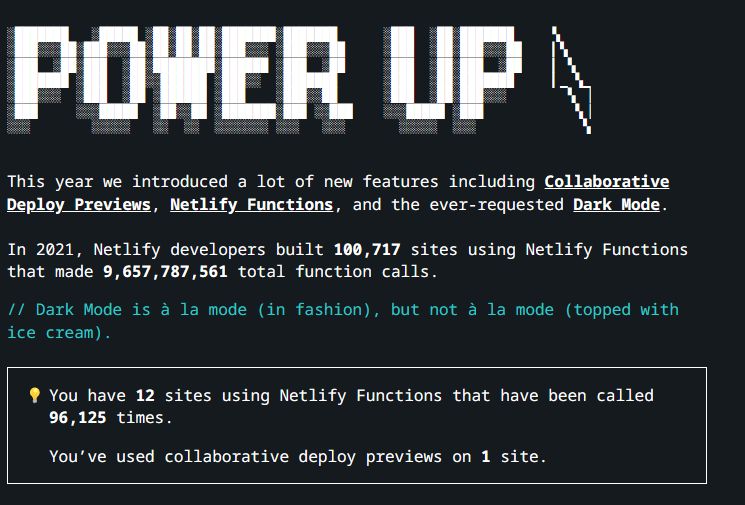 POWER UP
This year we introduced a lot of new features including Collaborative
Deploy Previews, Netlify Functions, and the ever-requested Dark Mode.
In 2021, Netlify developers built 100,717 sites using Netlify Functions
that made 9,657,787,561 total function calls.
// Dark Mode is à la mode (in fashion), but not à la mode (topped with
ice cream).
You have 12 sites using Netlify Functions that have been called
96,125 times.
You’ve used collaborative deploy previews on 1 site.